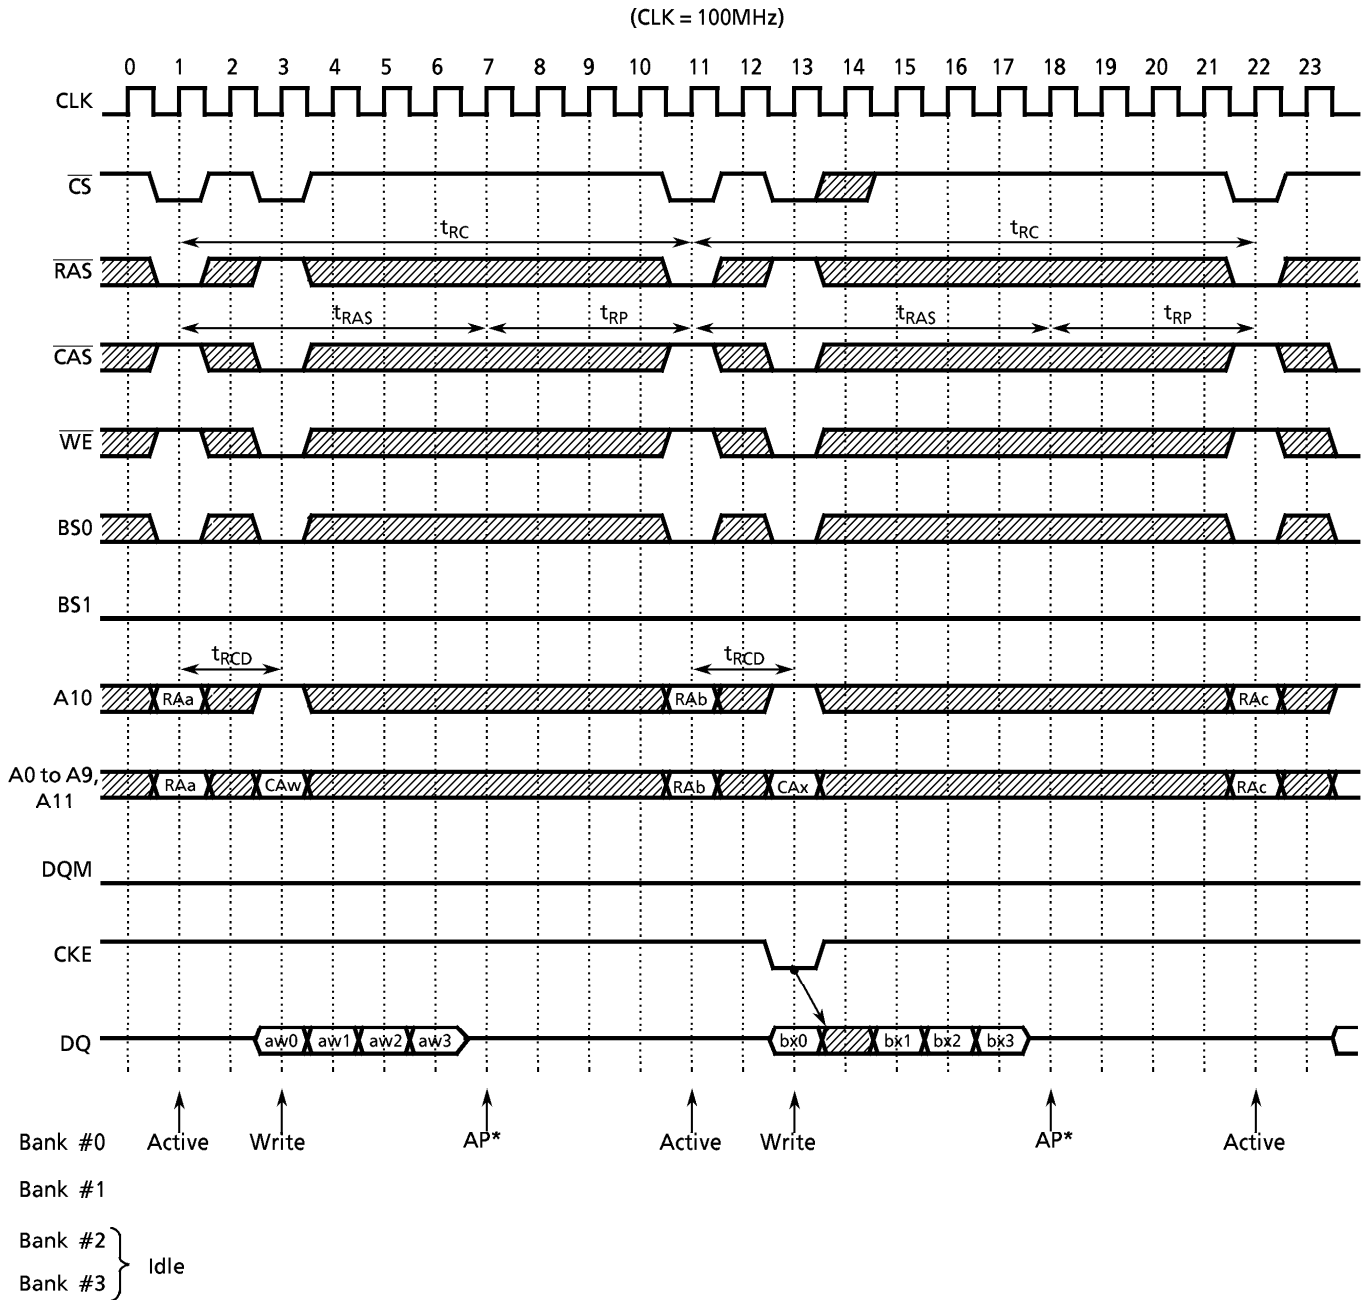 (CLK = 100MHz)
0 1 2 3 4 5 6 7 8 9 10 11 12 13 14 15 16 17 18 19 20 21 22 23
CLK
CS
tRC tRC
RAS
tRAS tRP tRAS tRP
CAS
WE
BS0
BS1
tRCD tRCD
A10 RAa RAb RAc
A0 to A9, A11 RAa CAw RAb CAx RAc
DQM
CKE
DQ aw0 aw1 aw2 aw3 bx0 bx1 bx2 bx3
Bank #0 Active Write AP* Active Write AP* Active
Bank #1
Bank #2
Idle
Bank #3